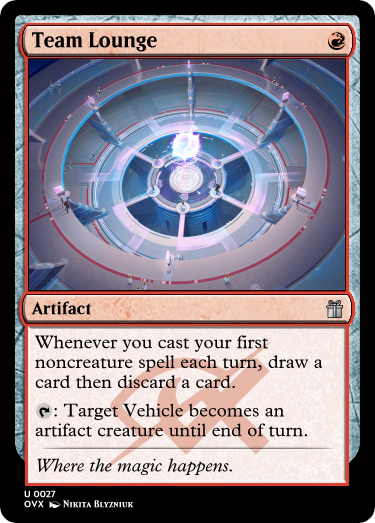 Team Lounge
Artifact
Whenever you cast your first
noncreature spell each turn, draw a
card then discard a card.
: Target Vehicle becomes an
artifact creature until end of turn.
Where the magic happens.
U 0027
OVX Nikita Blyzniuk